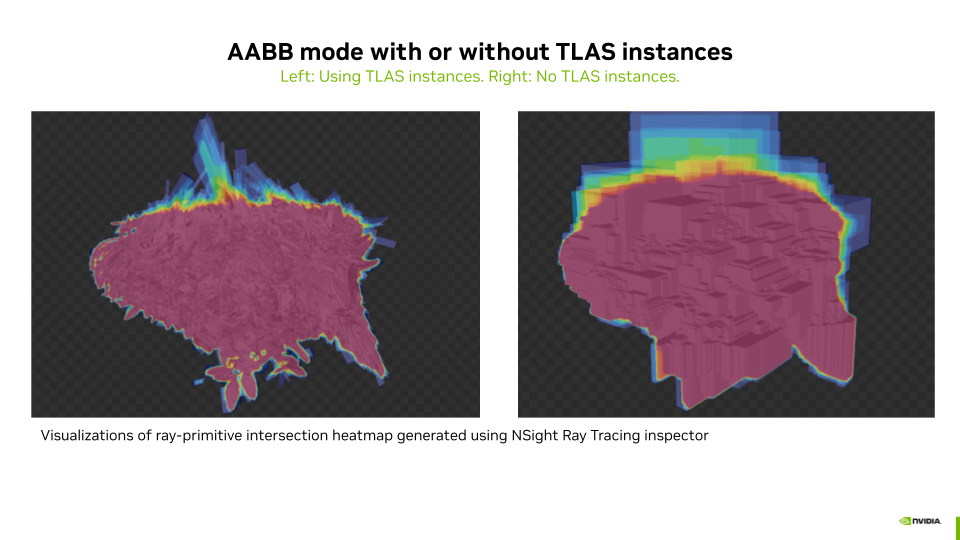 AABB mode with or without TLAS instances
Left: Using TLAS instances. Right: No TLAS instances.
Visualizations of ray-primitive intersection heatmap generated using NSight Ray Tracing inspector
NVIDIA.